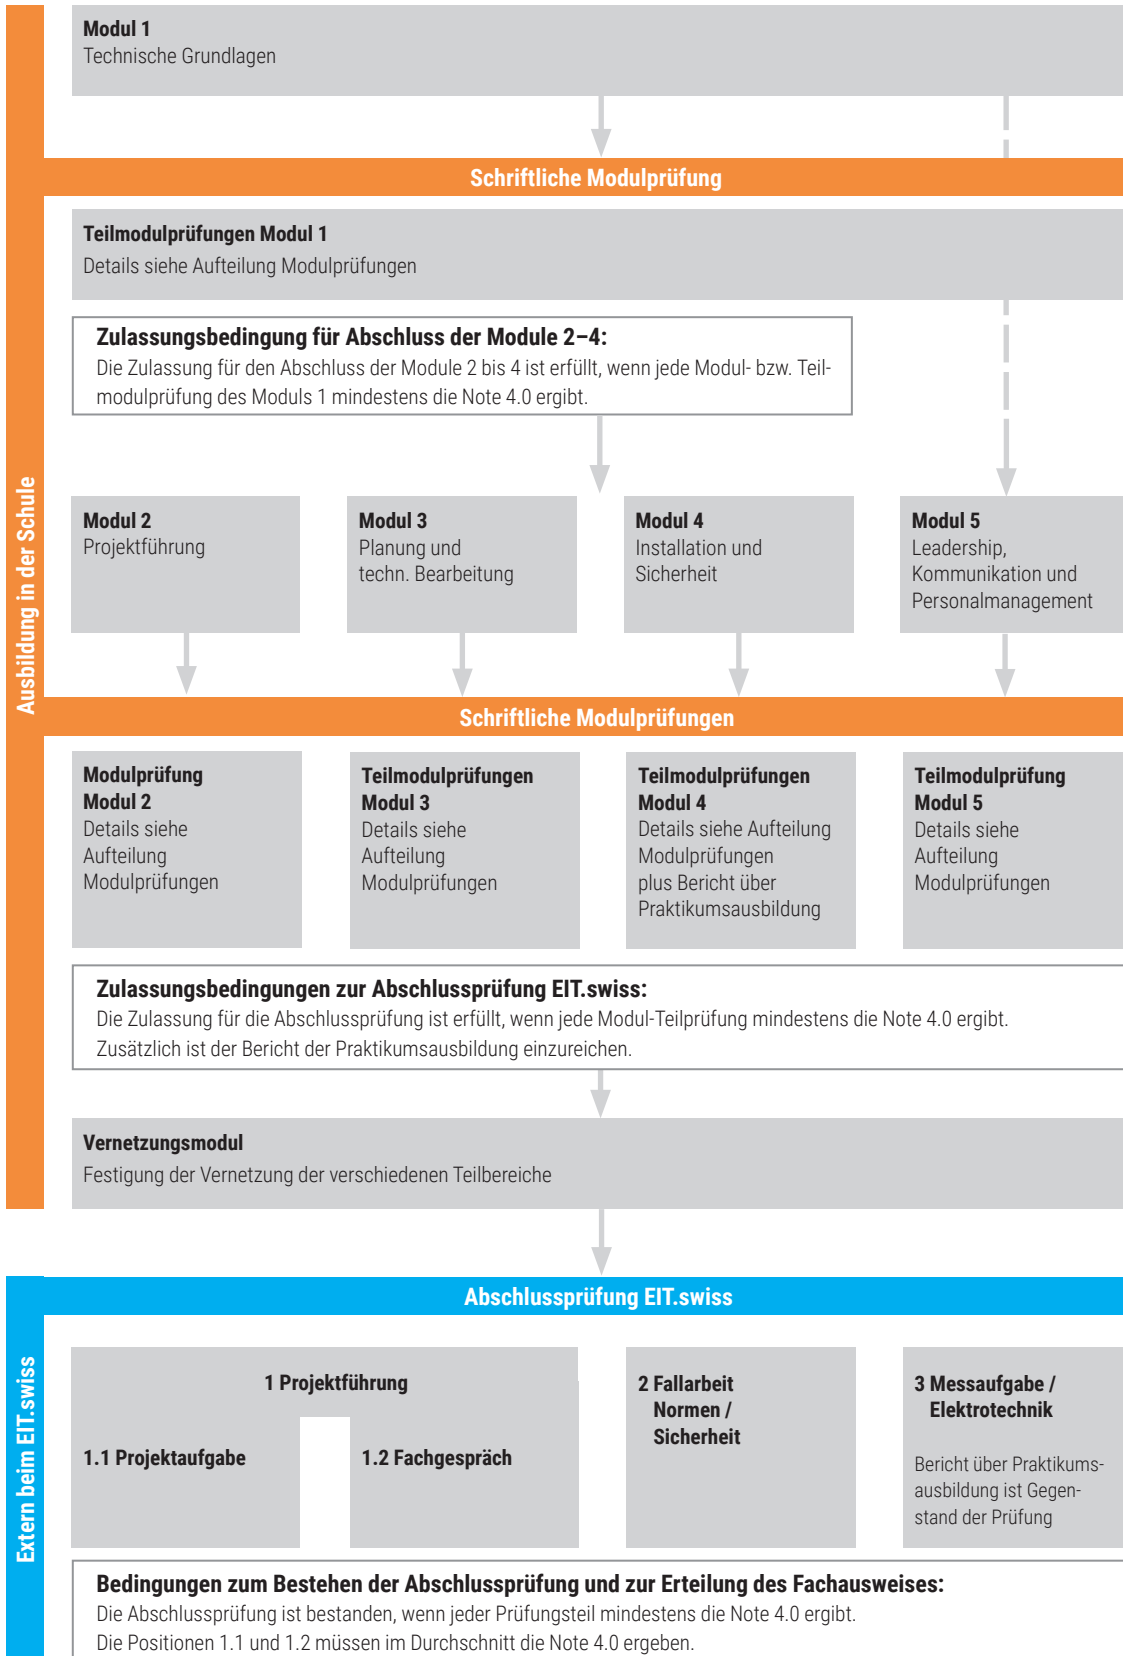 Modul 1
Technische Grundlagen
Schriftliche Modulprüfung
Teilmodulprüfungen Modul 1
Details siehe Aufteilung Modulprüfungen
Zulassungsbedingung für Abschluss der Module 2–4:
Die Zulassung für den Abschluss der Module 2 bis 4 ist erfüllt, wenn jede Modul- bzw. Teil-
modulprüfung des Moduls 1 mindestens die Note 4.0 ergibt.
Ausbildung in der Schule
Modul 2
Projektführung
Modul 3
Planung und
techn. Bearbeitung
Modul 4
Installation und
Sicherheit
Modul 5
Leadership,
Kommunikation und
Personalmanagement
Schriftliche Modulprüfungen
Modulprüfung
Modul 2
Details siehe
Aufteilung
Modulprüfungen
Teilmodulprüfungen
Modul 3
Details siehe
Aufteilung
Modulprüfungen
Teilmodulprüfungen
Modul 4
Details siehe Aufteilung
Modulprüfungen
plus Bericht über
Praktikumsausbildung
Teilmodulprüfung
Modul 5
Details siehe
Aufteilung
Modulprüfungen
Zulassungsbedingungen zur Abschlussprüfung EIT.swiss:
Die Zulassung für die Abschlussprüfung ist erfüllt, wenn jede Modul-Teilprüfung mindestens die Note 4.0 ergibt.
Zusätzlich ist der Bericht der Praktikumsausbildung einzureichen.
Vernetzungsmodul
Festigung der Vernetzung der verschiedenen Teilbereiche
Abschlussprüfung EIT.swiss
Extern beim EIT.swiss
1 Projektführung
1.1 Projektaufgabe
1.2 Fachgespräch
2 Fallarbeit
Normen /
Sicherheit
3 Messaufgabe /
Elektrotechnik
Bericht über Praktikums-
ausbildung ist Gegen-
stand der Prüfung
Bedingungen zum Bestehen der Abschlussprüfung und zur Erteilung des Fachausweises:
Die Abschlussprüfung ist bestanden, wenn jeder Prüfungsteil mindestens die Note 4.0 ergibt.
Die Positionen 1.1 und 1.2 müssen im Durchschnitt die Note 4.0 ergeben.